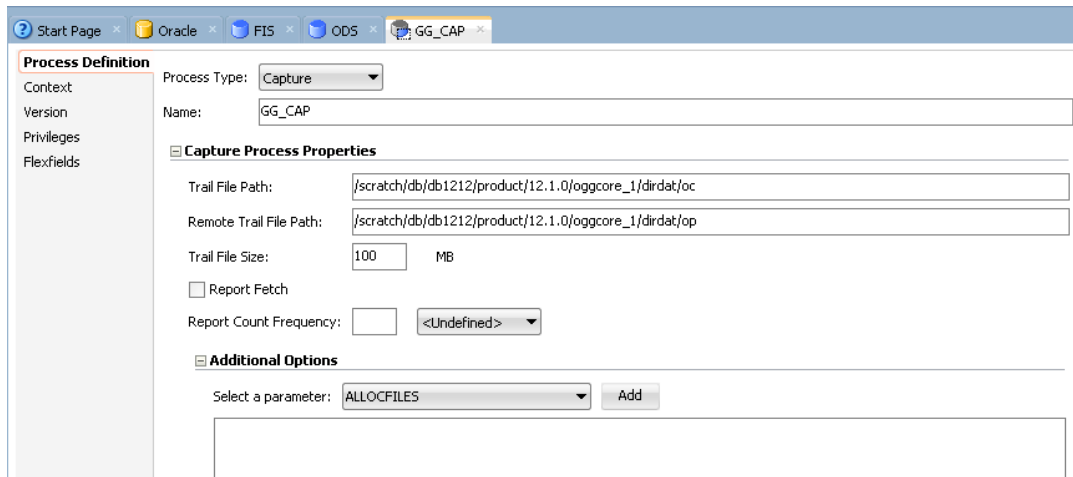 Start Page Oracle FIS ODS GG_CAP
Process Definition
Context
Version
Privileges
Flexfields
Process Type: Capture
Name: GG_CAP
Capture Process Properties
Trail File Path: /scratch/db/db1212/product/12.1.0/oggcore_1/dirdat/oc
Remote Trail File Path: /scratch/db/db1212/product/12.1.0/oggcore_1/dirdat/op
Trail File Size: 100 MB
Report Fetch
Report Count Frequency: <Undefined>
Additional Options
Select a parameter: ALLOCFILES Add